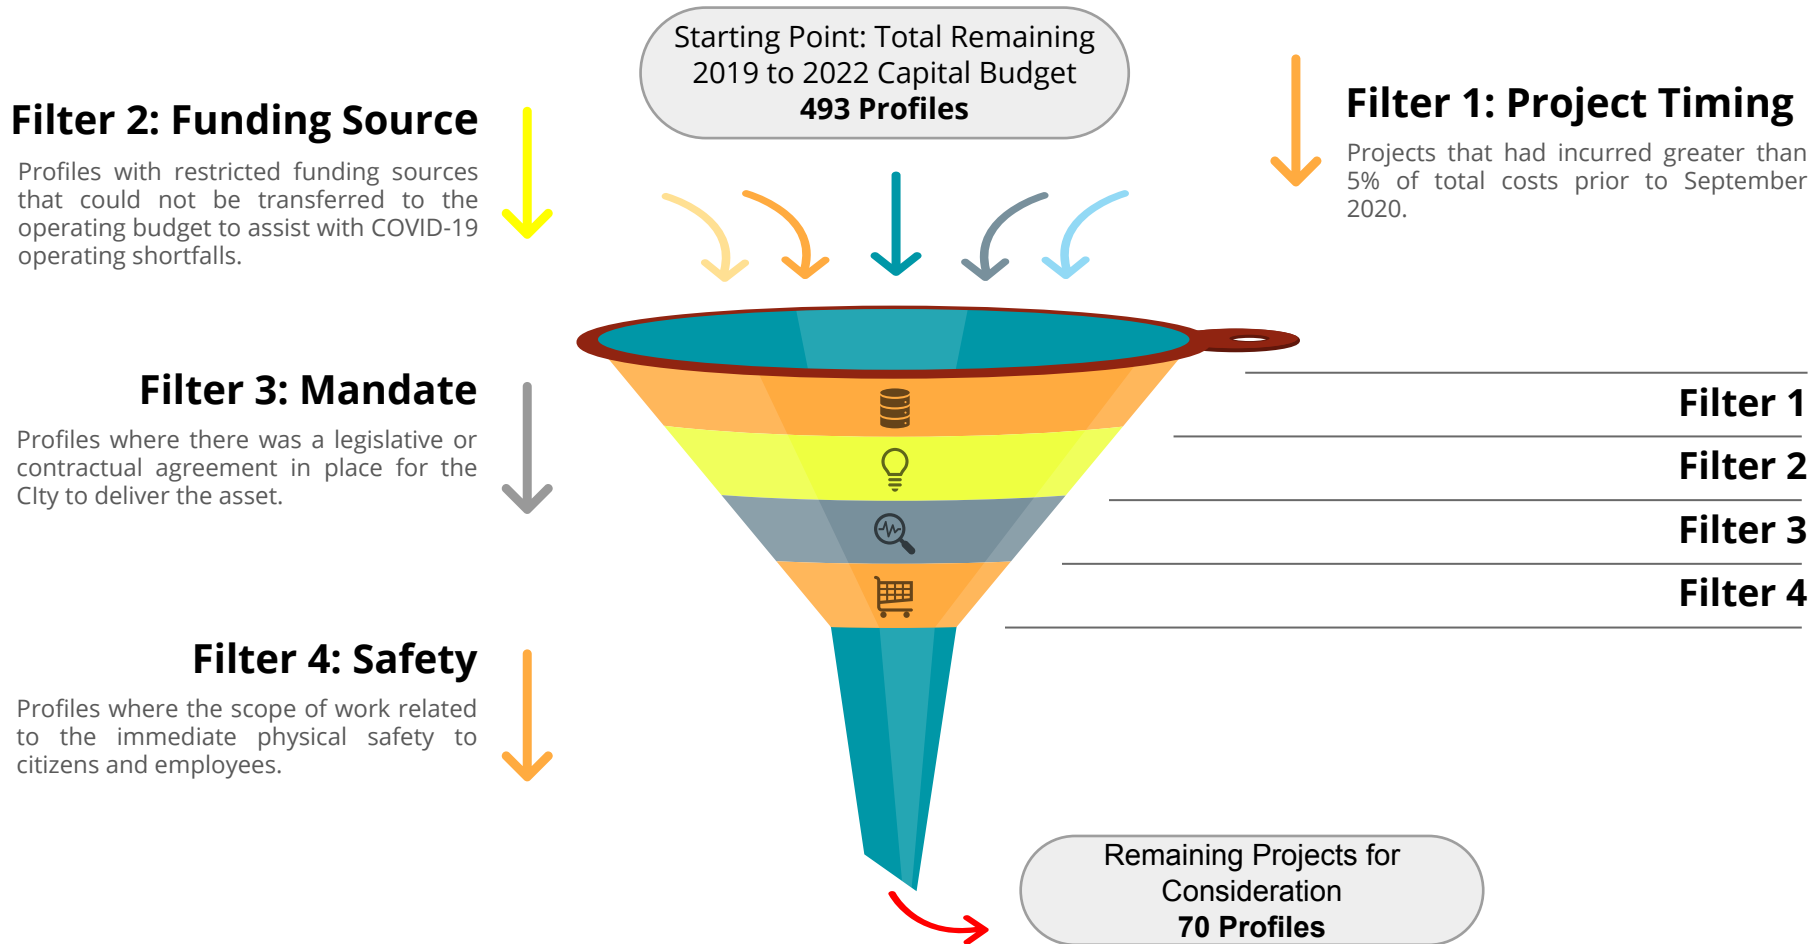 Starting Point: Total Remaining
2019 to 2022 Capital Budget
493 Profiles
Filter 1: Project Timing
Projects that had incurred greater than
5% of total costs prior to September
2020.
Filter 2: Funding Source
Profiles with restricted funding sources
that could not be transferred to the
operating budget to assist with COVID-19
operating shortfalls.
Filter 3: Mandate
Profiles where there was a legislative or
contractual agreement in place for the
CIty to deliver the asset.
Filter 4: Safety
Profiles where the scope of work related
to the immediate physical safety to
citizens and employees.
Filter 1
Filter 2
Filter 3
Filter 4
Remaining Projects for
Consideration
70 Profiles